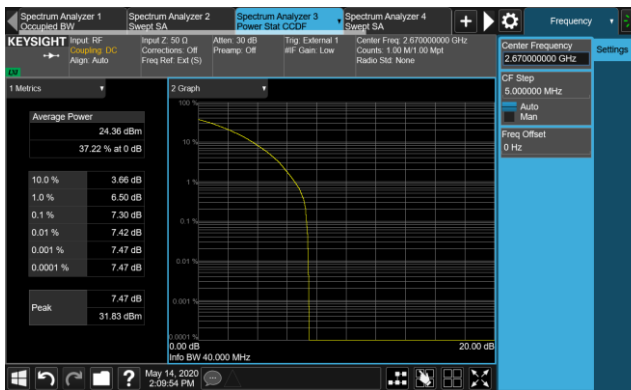 Spectrum Analyzer 1
Occupied BW
Spectrum Analyzer 2
Swept SA
Spectrum Analyzer 3
Power Stat CCDF
Spectrum Analyzer 4
Swept SA
Frequency
KEYSIGHT
Input: RF
Coupling: DC
Align: Auto
Input Z: 50 Ω
Corrections: Off
Freq Ref: Ext (S)
Atten: 30 dB
Preamp: Off
Trig: External 1
#IF Gain: Low
Center Freq: 2.670000000 GHz
Counts: 1.00 M/1.00 Mpt
Radio Std: None
LXI
Center Frequency
2.670000000 GHz
Settings
CF Step
5.000000 MHz
Auto
Man
Freq Offset
0 Hz
1 Metrics
Average Power
24.36 dBm
37.22 % at 0 dB
10.0 % 3.66 dB
1.0 % 6.50 dB
0.1 % 7.30 dB
0.01 % 7.42 dB
0.001 % 7.47 dB
0.0001 % 7.47 dB
Peak
7.47 dB
31.83 dBm
2 Graph
100 %
10 %
1 %
0.1 %
0.01 %
0.001 %
0.0001 %
0.00 dB
20.00 dB
Info BW 40.000 MHz
May 14, 2020
2:09:54 PM